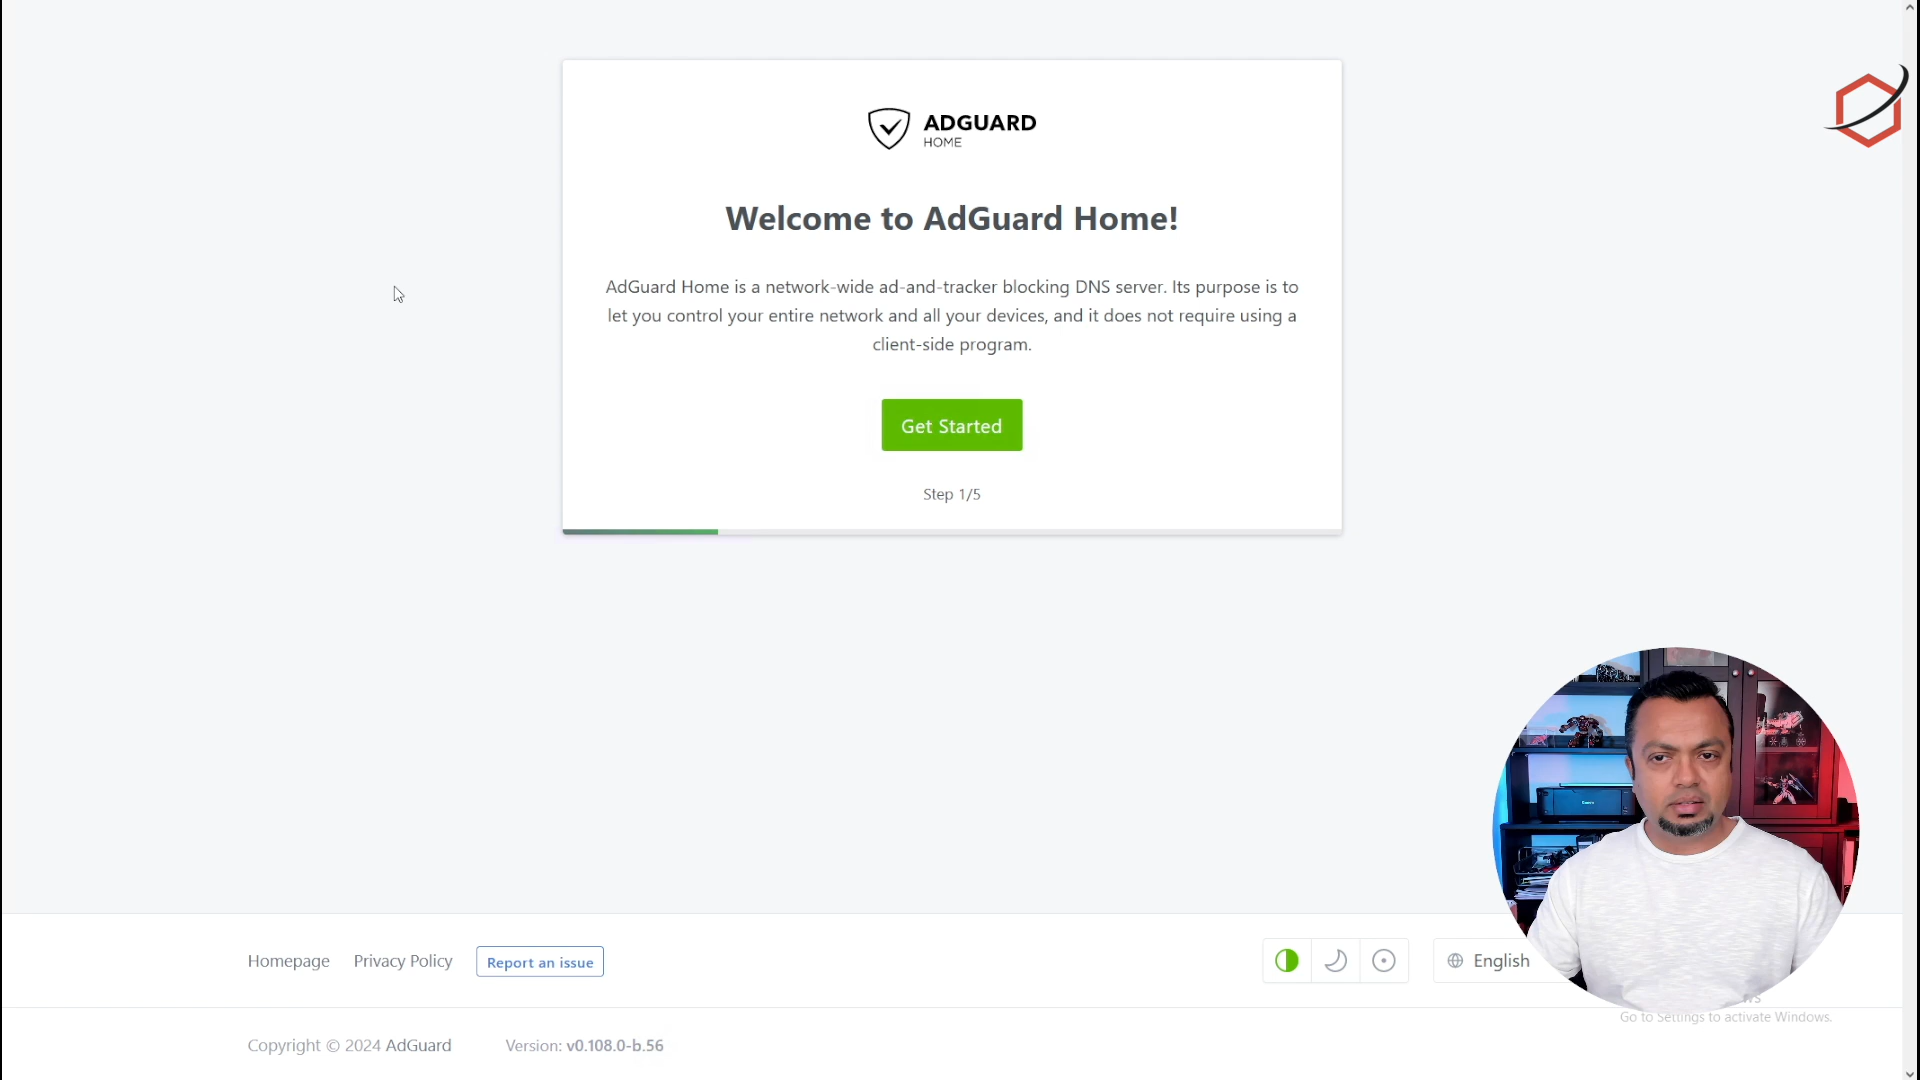 ADGUARD
HOME
Welcome to AdGuard Home!
AdGuard Home is a network-wide ad-and-tracker blocking DNS server. Its purpose is to
let you control your entire network and all your devices, and it does not require using a
client-side program.
Get Started
Step 1/5
Homepage
Privacy Policy
Report an issue
English
Go to Settings to activate Windows.
Copyright © 2024 AdGuard
Version: v0.108.0-b.56